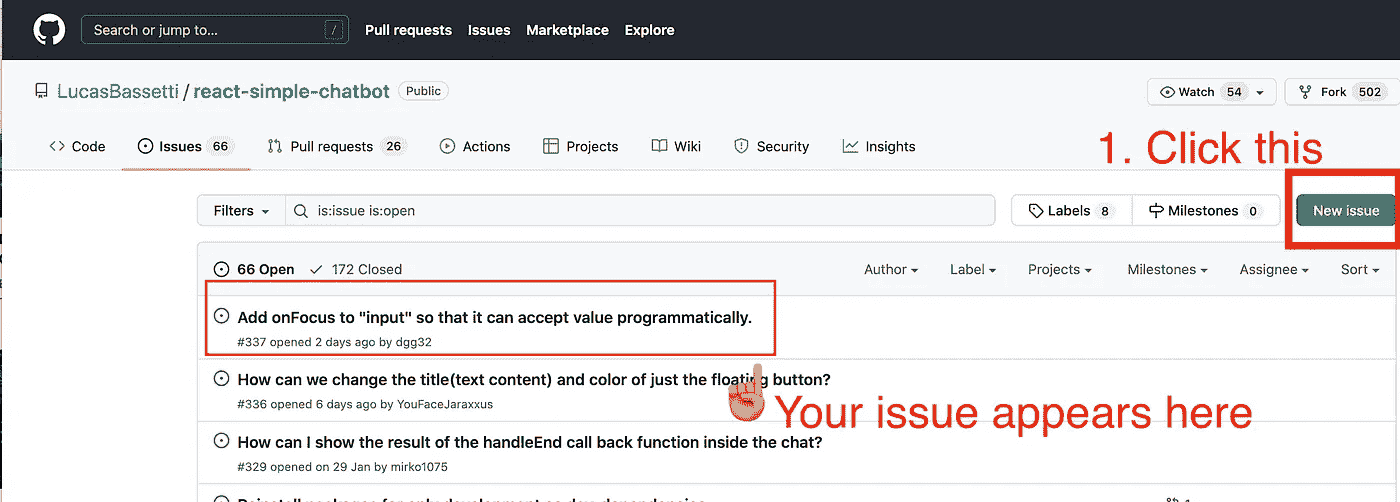 Search or jump to... / Pull requests Issues Marketplace Explore
LucasBassetti / react-simple-chatbot Public Watch 54 Fork 502
Code Issues 66 Pull requests 26 Actions Projects Wiki Security Insights
1. Click this
Filters is:issue is:open Labels 8 Milestones 0 New issue
66 Open 172 Closed Author Label Projects Milestones Assignee Sort
Add onFocus to "input" so that it can accept value programmatically.
#337 opened 2 days ago by dgg32
How can we change the title(text content) and color of just the floating button?
#336 opened 6 days ago by YouFaceJaraxxus
Your issue appears here
How can I show the result of the handleEnd call back function inside the chat?
#329 opened on 29 Jan by mirko1075